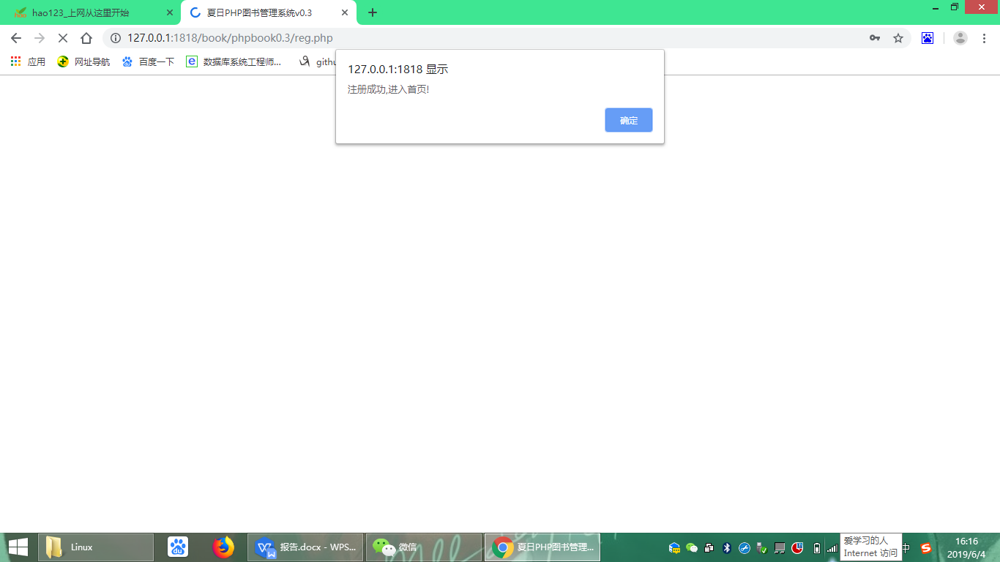 hao123_上网从这里开始
夏日PHP图书管理系统v0.3
127.0.0.1:1818/book/phpbook0.3/reg.php
应用 网址导航 百度一下 数据库系统工程师... githu
127.0.0.1:1818 显示
注册成功,进入首页!
确定
Linux
报告.docx - WPS...
微信
夏日PHP图书管理...
爱学习的人
Internet 访问
中
16:16
2019/6/4